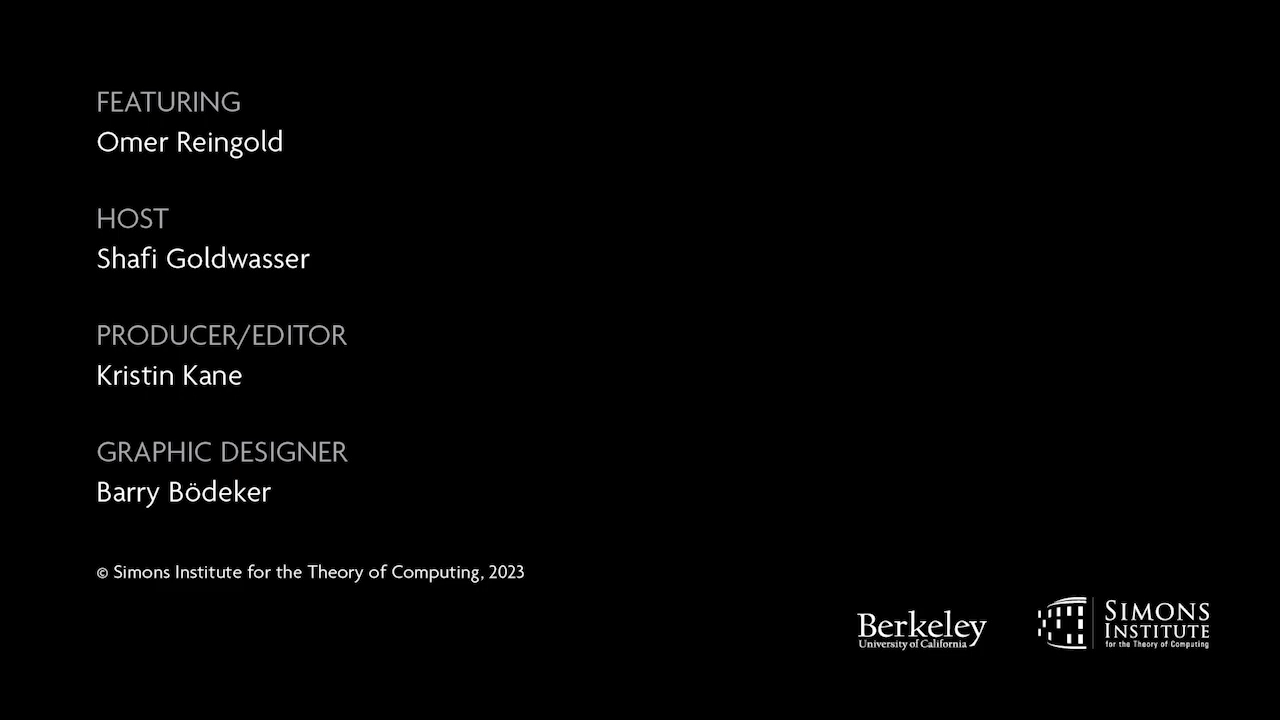 FEATURING
Omer Reingold
HOST
Shafi Goldwasser
PRODUCER/EDITOR
Kristin Kane
GRAPHIC DESIGNER
Barry Bödeker
© Simons Institute for the Theory of Computing, 2023
Berkeley
University of California
SIMONS
INSTITUTE
for the Theory of Computing